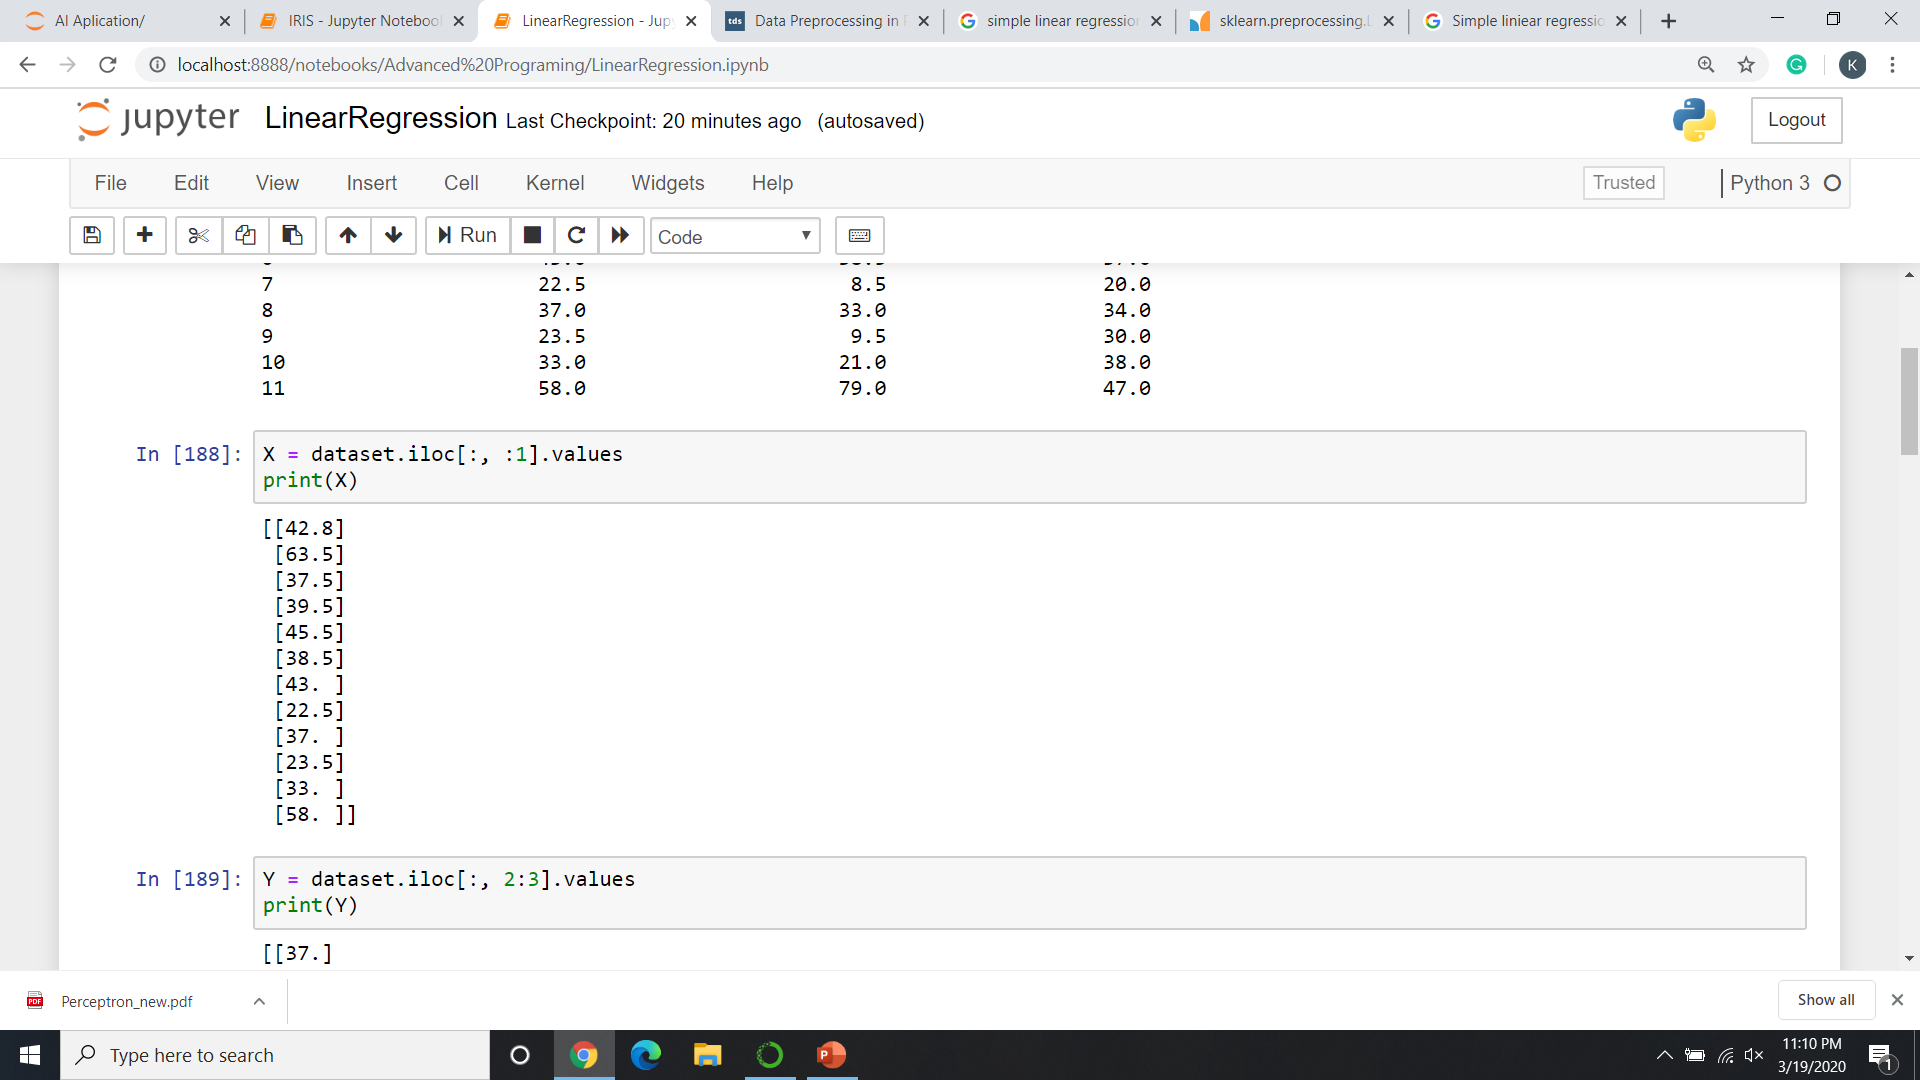 AI Aplication/
IRIS - Jupyter Notebook
LinearRegression - Jup
tds Data Preprocessing in
simple linear regression
sklearn.preprocessing.
Simple liniear regressio
localhost:8888/notebooks/Advanced%20Programing/LinearRegression.ipynb
K
jupyter LinearRegression Last Checkpoint: 20 minutes ago (autosaved)
Logout
File Edit View Insert Cell Kernel Widgets Help
Trusted
Python 3
Run
Code
7 22.5 8.5 20.0
8 37.0 33.0 34.0
9 23.5 9.5 30.0
10 33.0 21.0 38.0
11 58.0 79.0 47.0
In [188]: X = dataset.iloc[:, :1].values
print(X)
[[42.8]
[63.5]
[37.5]
[39.5]
[45.5]
[38.5]
[43. ]
[22.5]
[37. ]
[23.5]
[33. ]
[58. ]]
In [189]: Y = dataset.iloc[:, 2:3].values
print(Y)
[[37.]
PDF Perceptron_new.pdf
Show all
Type here to search
P
11:10 PM
3/19/2020
1